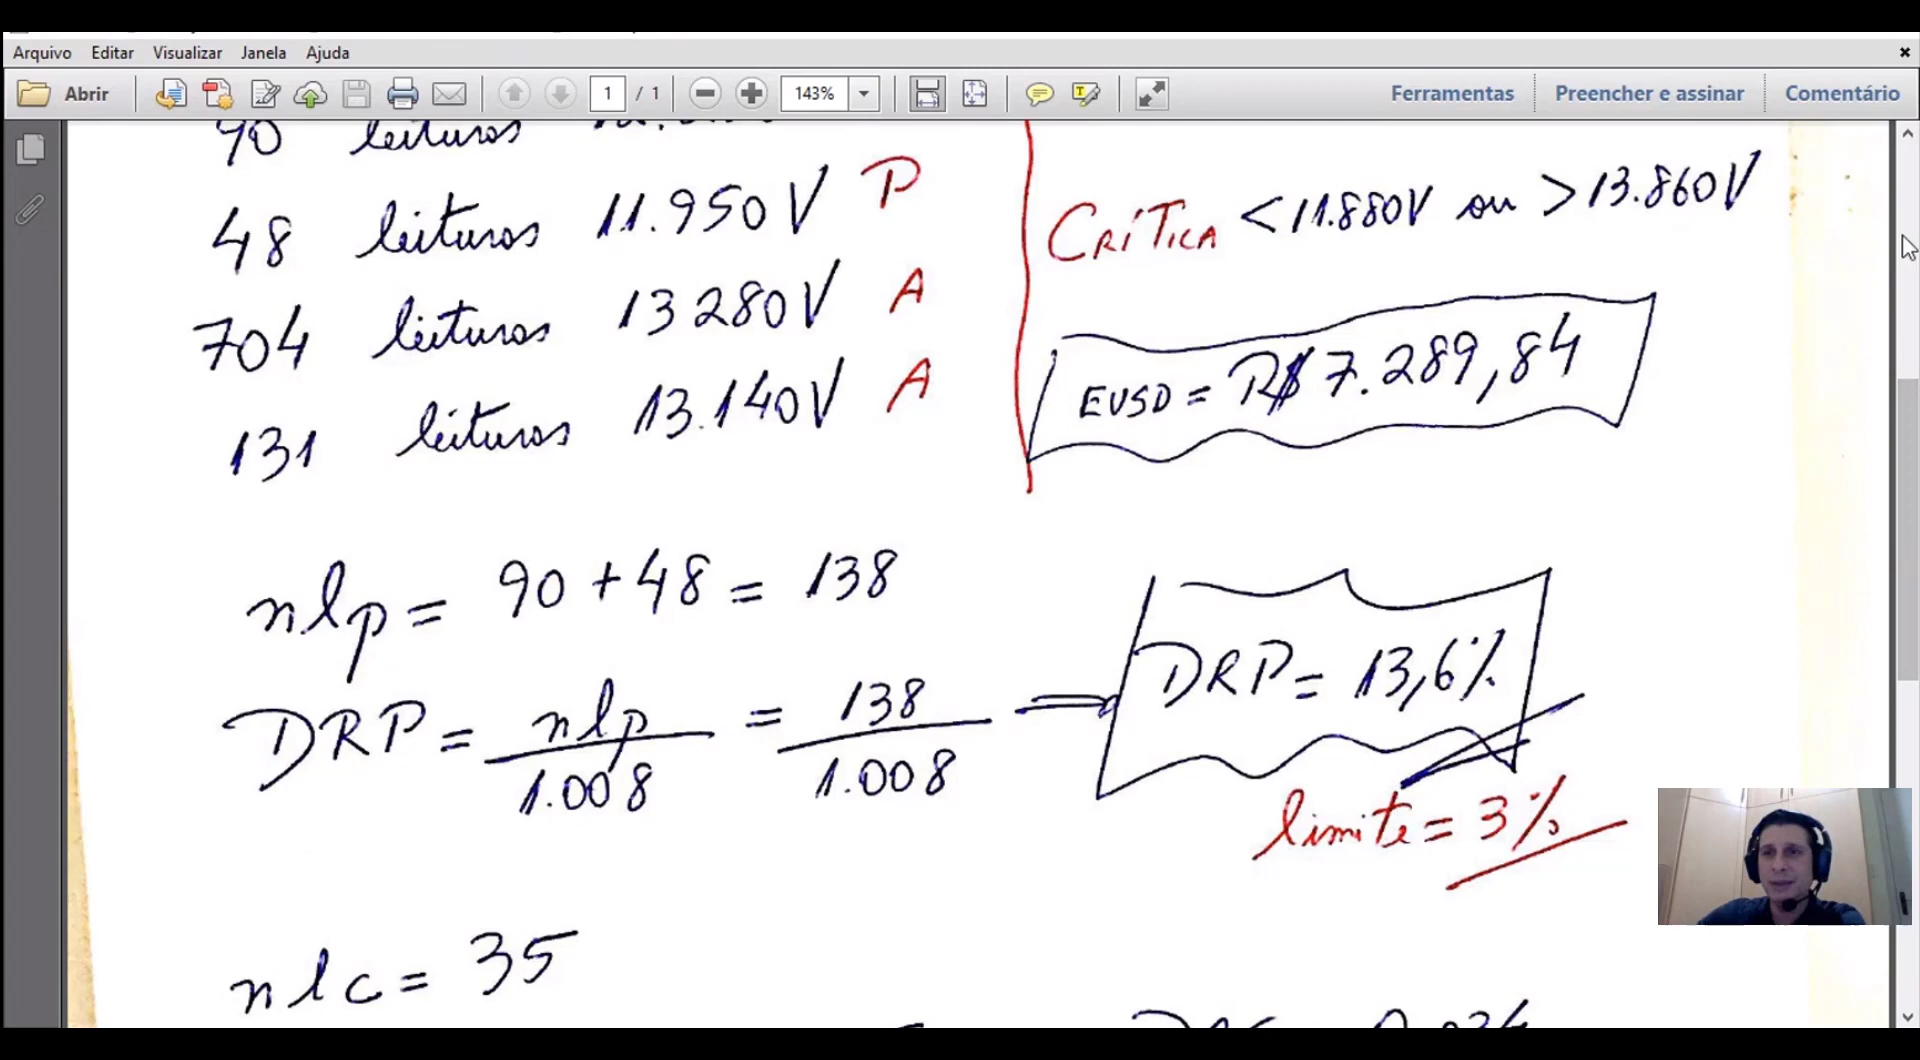 Arquivo Editar Visualizar Janela Ajuda
Abrir 1 / 1 143% Ferramentas Preencher e assinar Comentário
90 leituras
48 leituras 11.950V P
704 leituras 13280V A
131 leituras 13.140V A
CRÍTICA <11.880V ou >13.860V
EUSD = R$ 7.289,84
nlp = 90 + 48 = 138
DRP = nlp / 1.008 = 138 / 1.008 ⇒ DRP = 13,6%
limite = 3%
nlc = 35